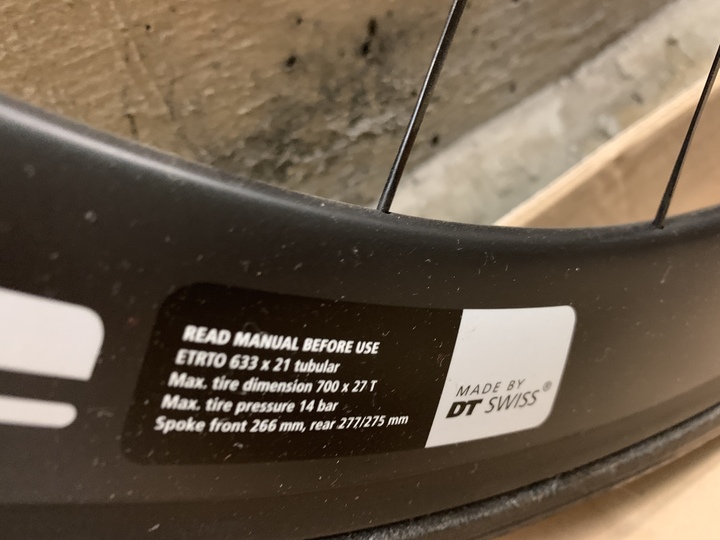 READ MANUAL BEFORE USE
ETRTO 633 x 21 tubular
Max. tire dimension 700 x 27 T
Max. tire pressure 14 bar
Spoke front 266 mm, rear 277/275 mm
MADE BY
DT SWISS®